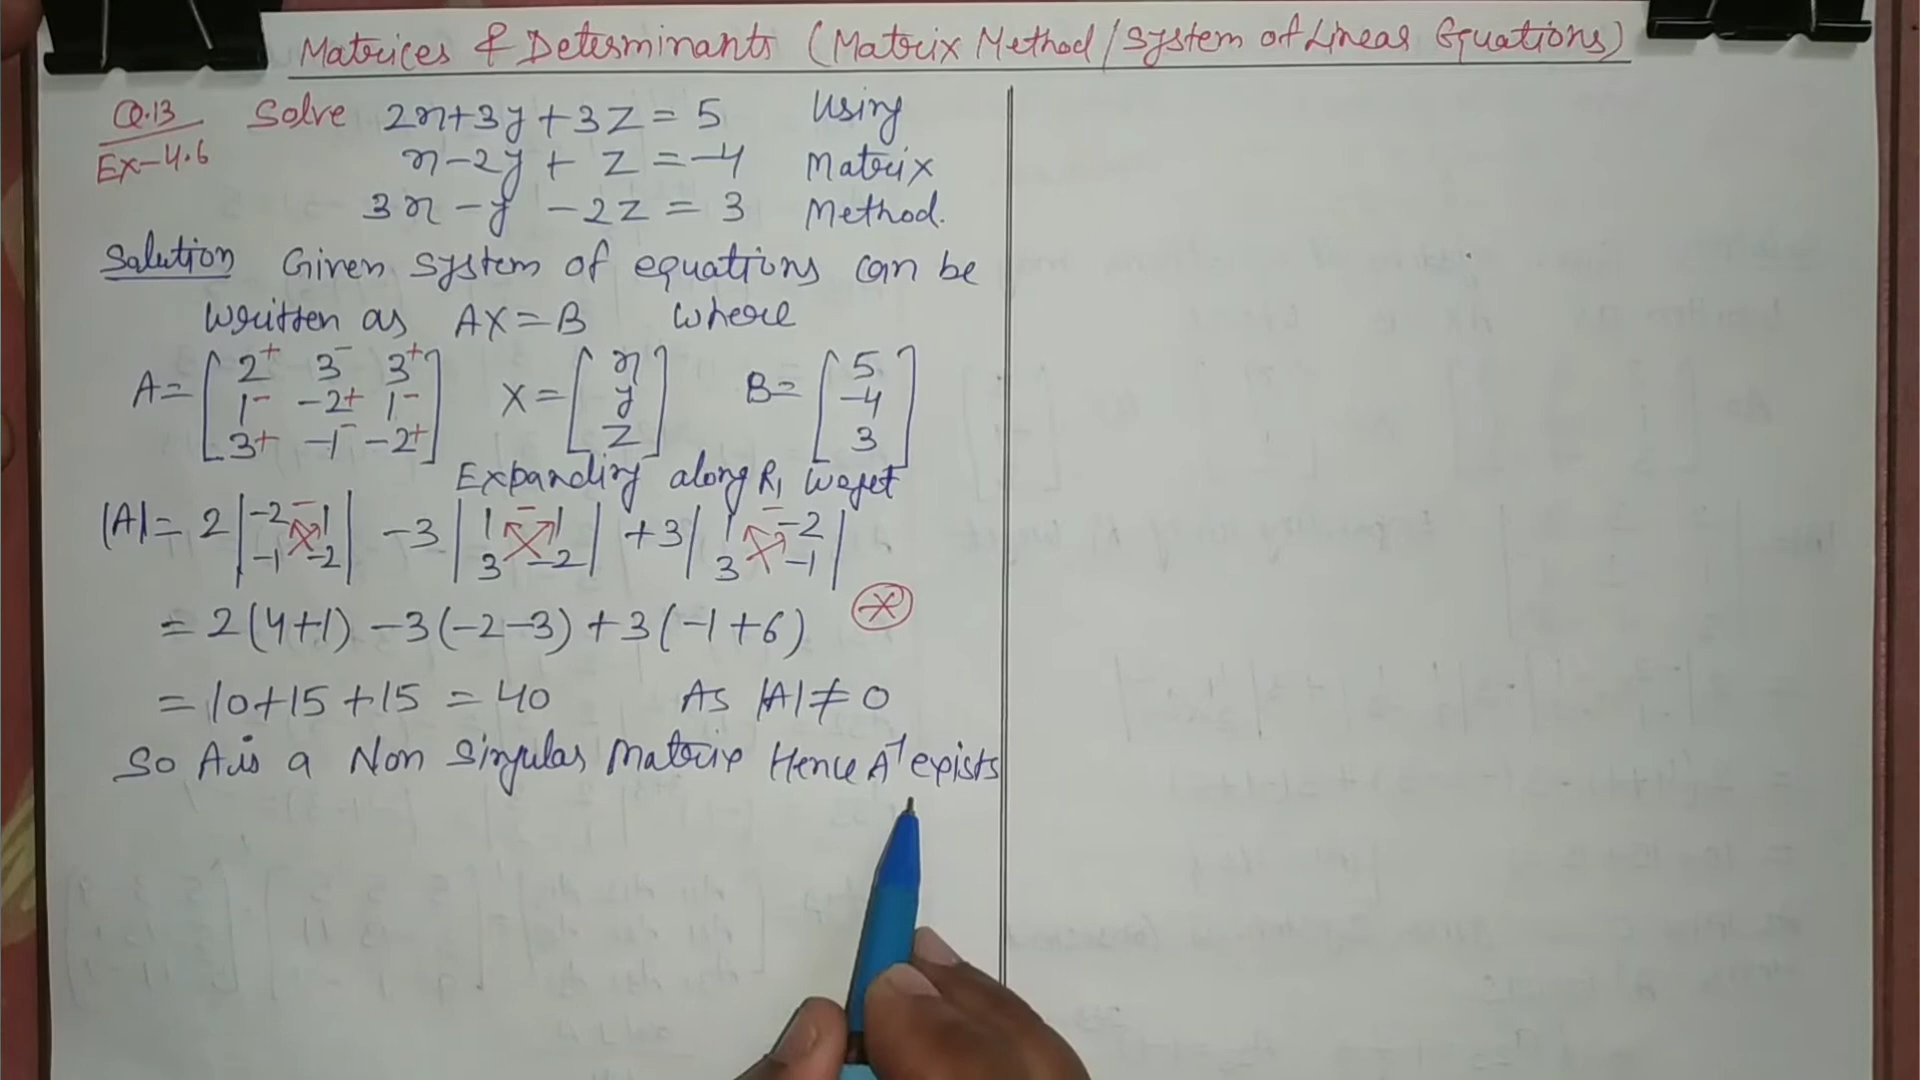 Matrices & Determinants (Matrix Method/System of Linear Equations)
Q.13 Solve 2x+3y+3z=5 Using
Ex-4.6 x-2y+z=-4 Matrix
3x-y-2z=3 Method.
Solution Given system of equations can be
written as AX=B where
A=[2+ 3- 3+ X=[x B=[5
1- -2+ 1- y -4
3+ -1- -2+] z] 3]
Expanding along R1 we get
|A|=2|-2 - 1 -3|1 - 1 +3|1 - -2
-1 -2| 3 -2| 3 -1|
=2(4+1)-3(-2-3)+3(-1+6) *
=10+15+15=40 As |A|≠0
So A is a Non Singular Matrix Hence A⁻¹ exists